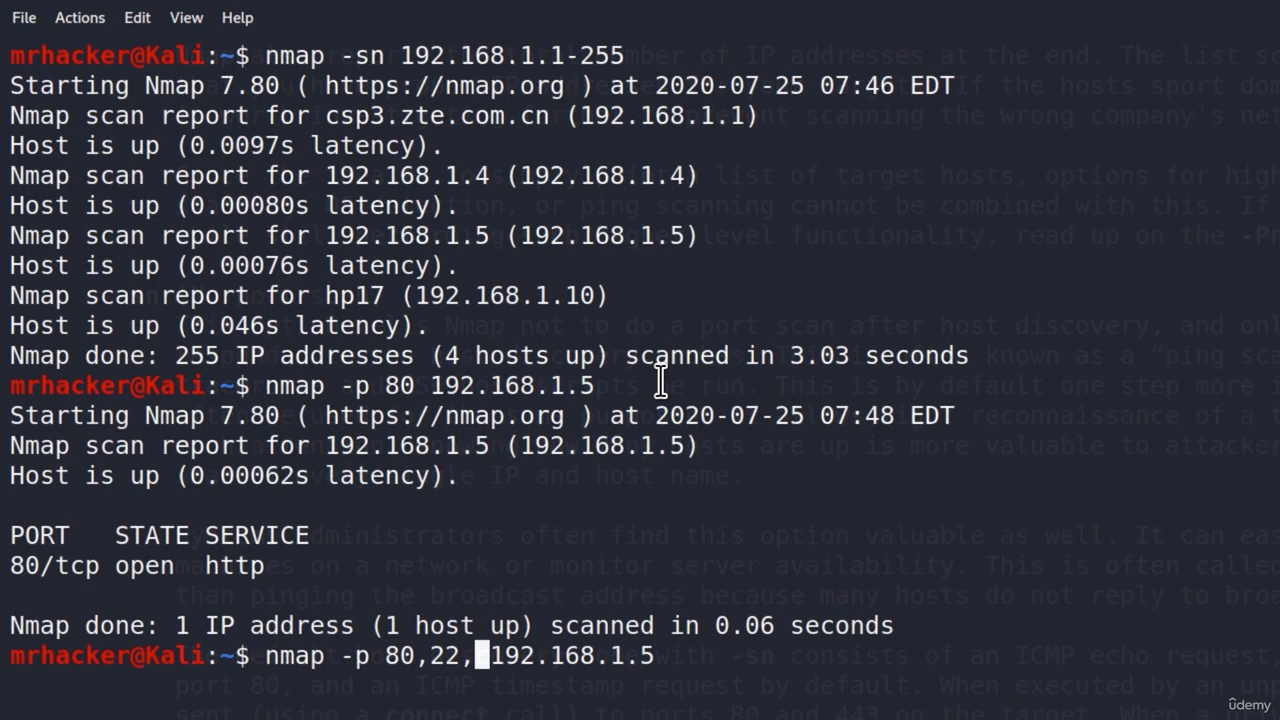 File Actions Edit View Help
mrhacker@Kali:~$ nmap -sn 192.168.1.1-255
Starting Nmap 7.80 ( https://nmap.org ) at 2020-07-25 07:46 EDT
Nmap scan report for csp3.zte.com.cn (192.168.1.1)
Host is up (0.0097s latency).
Nmap scan report for 192.168.1.4 (192.168.1.4)
Host is up (0.00080s latency).
Nmap scan report for 192.168.1.5 (192.168.1.5)
Host is up (0.00076s latency).
Nmap scan report for hp17 (192.168.1.10)
Host is up (0.046s latency).
Nmap done: 255 IP addresses (4 hosts up) scanned in 3.03 seconds
mrhacker@Kali:~$ nmap -p 80 192.168.1.5
Starting Nmap 7.80 ( https://nmap.org ) at 2020-07-25 07:48 EDT
Nmap scan report for 192.168.1.5 (192.168.1.5)
Host is up (0.00062s latency).
PORT   STATE SERVICE
80/tcp open  http
Nmap done: 1 IP address (1 host up) scanned in 0.06 seconds
mrhacker@Kali:~$ nmap -p 80,22, 192.168.1.5
ûdemy